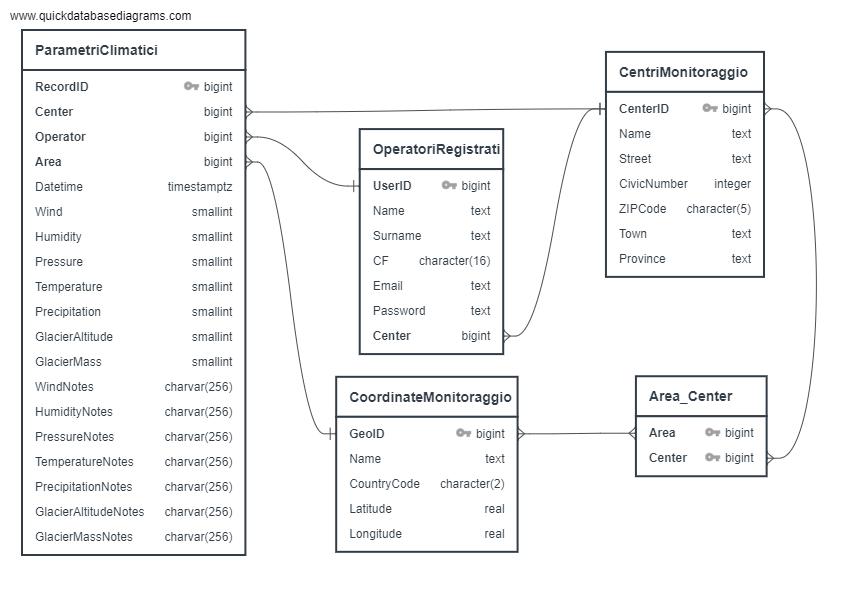 www.quickdatabasediagrams.com
ParametriClimatici
RecordID bigint
Center bigint
Operator bigint
Area bigint
Datetime timestamptz
Wind smallint
Humidity smallint
Pressure smallint
Temperature smallint
Precipitation smallint
GlacierAltitude smallint
GlacierMass smallint
WindNotes charvar(256)
HumidityNotes charvar(256)
PressureNotes charvar(256)
TemperatureNotes charvar(256)
PrecipitationNotes charvar(256)
GlacierAltitudeNotes charvar(256)
GlacierMassNotes charvar(256)
OperatoriRegistrati
UserID bigint
Name text
Surname text
CF character(16)
Email text
Password text
Center bigint
CentriMonitoraggio
CenterID bigint
Name text
Street text
CivicNumber integer
ZIPCode character(5)
Town text
Province text
CoordinateMonitoraggio
GeoID bigint
Name text
CountryCode character(2)
Latitude real
Longitude real
Area_Center
Area bigint
Center bigint